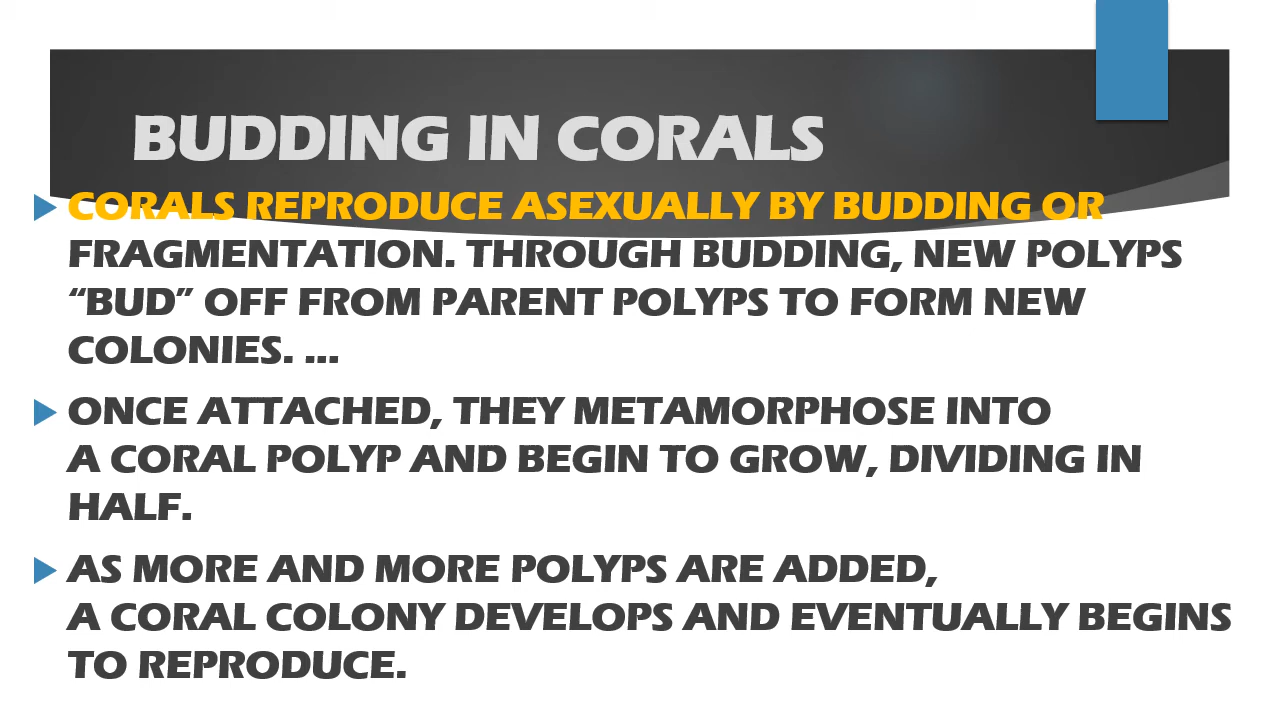 BUDDING IN CORALS
CORALS REPRODUCE ASEXUALLY BY BUDDING OR
FRAGMENTATION. THROUGH BUDDING, NEW POLYPS
“BUD” OFF FROM PARENT POLYPS TO FORM NEW
COLONIES. ...
ONCE ATTACHED, THEY METAMORPHOSE INTO
A CORAL POLYP AND BEGIN TO GROW, DIVIDING IN
HALF.
AS MORE AND MORE POLYPS ARE ADDED,
A CORAL COLONY DEVELOPS AND EVENTUALLY BEGINS
TO REPRODUCE.